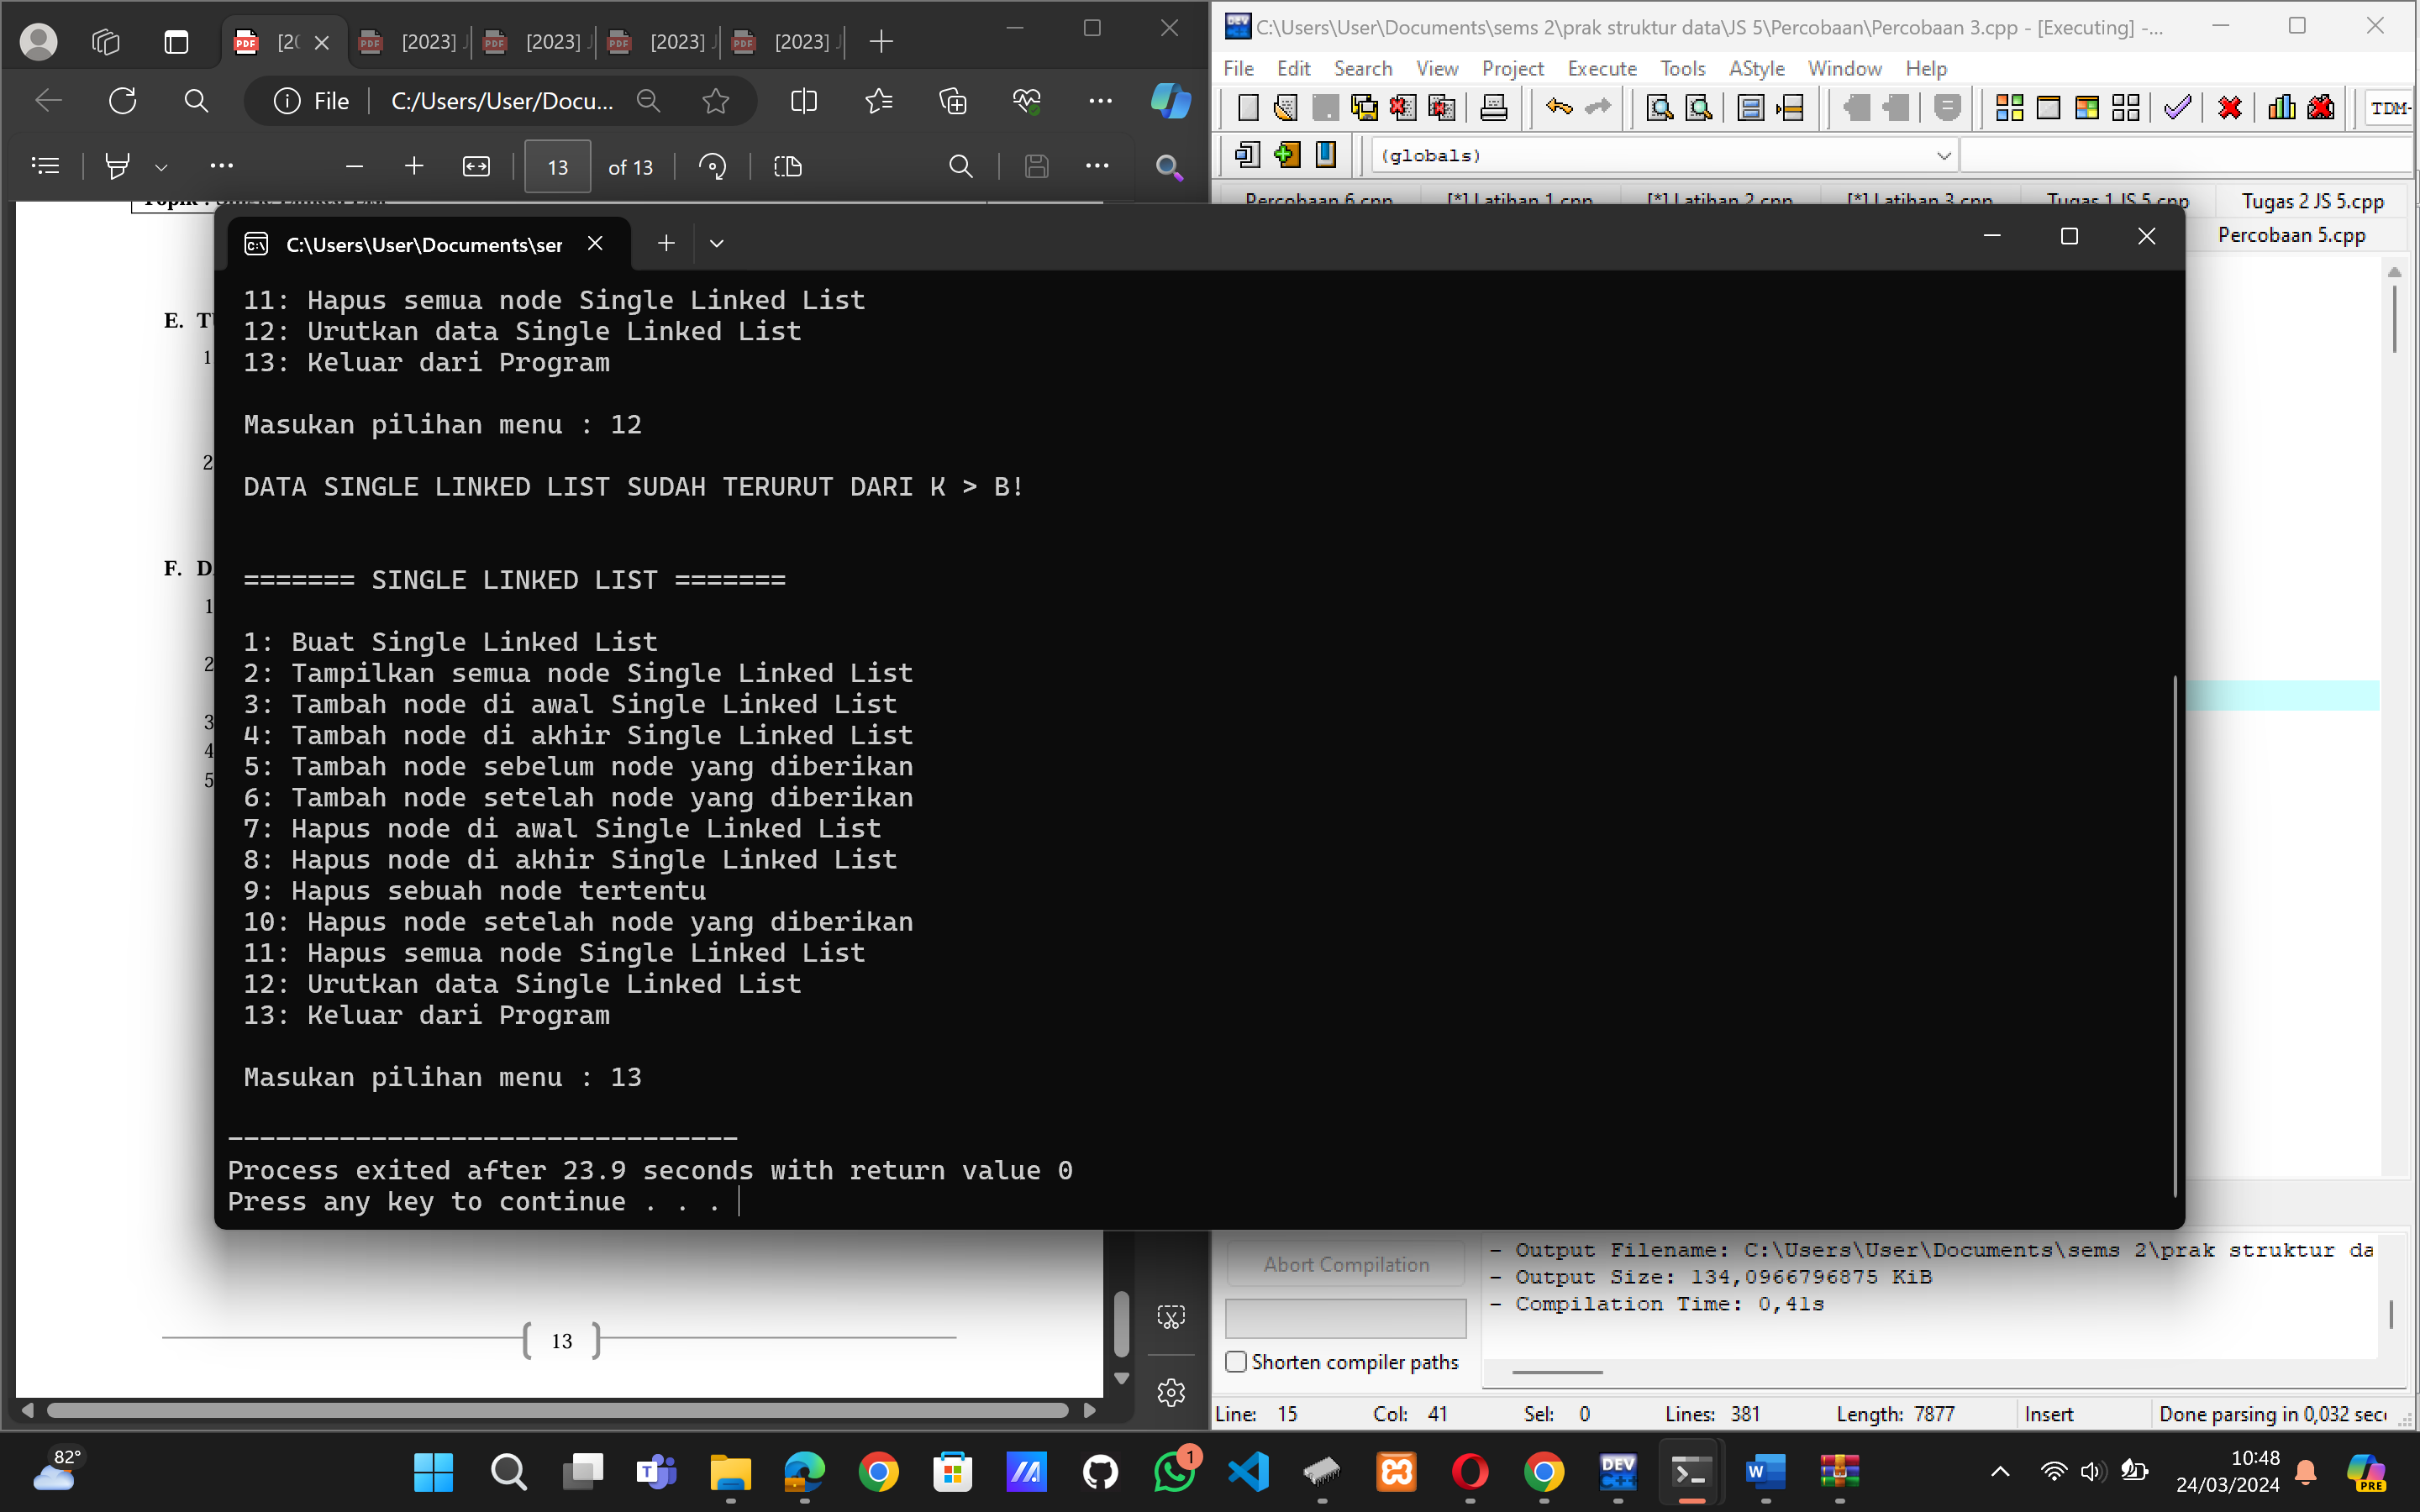 [20
[2023] J
[2023] J
[2023] J
[2023] J
File
C:/Users/User/Docu...
13
of 13
E. TU
1
2
F. D
1
2
3
4
5
13
C:\Users\User\Documents\sems 2\prak struktur data\JS 5\Percobaan\Percobaan 3.cpp - [Executing] -...
File Edit Search View Project Execute Tools AStyle Window Help
TDM-
(globals)
Percobaan 6.cpp [*] Latihan 1.cpp [*] Latihan 2.cpp [*] Latihan 3.cpp Tugas 1 JS 5.cpp Tugas 2 JS 5.cpp
Percobaan 5.cpp
C:\Users\User\Documents\ser
11: Hapus semua node Single Linked List
12: Urutkan data Single Linked List
13: Keluar dari Program
Masukan pilihan menu : 12
DATA SINGLE LINKED LIST SUDAH TERURUT DARI K > B!
======= SINGLE LINKED LIST =======
1: Buat Single Linked List
2: Tampilkan semua node Single Linked List
3: Tambah node di awal Single Linked List
4: Tambah node di akhir Single Linked List
5: Tambah node sebelum node yang diberikan
6: Tambah node setelah node yang diberikan
7: Hapus node di awal Single Linked List
8: Hapus node di akhir Single Linked List
9: Hapus sebuah node tertentu
10: Hapus node setelah node yang diberikan
11: Hapus semua node Single Linked List
12: Urutkan data Single Linked List
13: Keluar dari Program
Masukan pilihan menu : 13
--------------------------------
Process exited after 23.9 seconds with return value 0
Press any key to continue . . .
Abort Compilation
Shorten compiler paths
- Output Filename: C:\Users\User\Documents\sems 2\prak struktur da
- Output Size: 134,0966796875 KiB
- Compilation Time: 0,41s
Line: 15 Col: 41 Sel: 0 Lines: 381 Length: 7877 Insert Done parsing in 0,032 sec
82°
1
DEV C++
W
10:48
24/03/2024
PRE